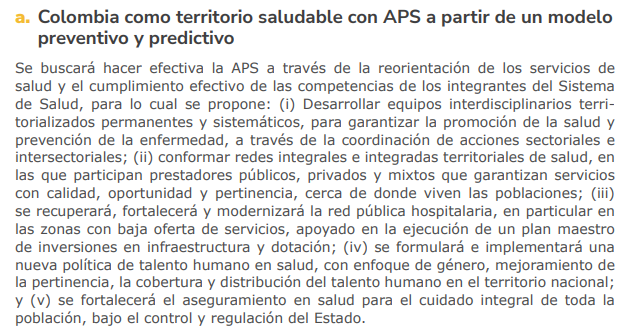 a. Colombia como territorio saludable con APS a partir de un modelo
preventivo y predictivo
Se buscará hacer efectiva la APS a través de la reorientación de los servicios de
salud y el cumplimiento efectivo de las competencias de los integrantes del Sistema
de Salud, para lo cual se propone: (i) Desarrollar equipos interdisciplinarios terri-
torializados permanentes y sistemáticos, para garantizar la promoción de la salud y
prevención de la enfermedad, a través de la coordinación de acciones sectoriales e
intersectoriales; (ii) conformar redes integrales e integradas territoriales de salud, en
las que participan prestadores públicos, privados y mixtos que garantizan servicios
con calidad, oportunidad y pertinencia, cerca de donde viven las poblaciones; (iii)
se recuperará, fortalecerá y modernizará la red pública hospitalaria, en particular en
las zonas con baja oferta de servicios, apoyado en la ejecución de un plan maestro
de inversiones en infraestructura y dotación; (iv) se formulará e implementará una
nueva política de talento humano en salud, con enfoque de género, mejoramiento de
la pertinencia, la cobertura y distribución del talento humano en el territorio nacional;
y (v) se fortalecerá el aseguramiento en salud para el cuidado integral de toda la
población, bajo el control y regulación del Estado.